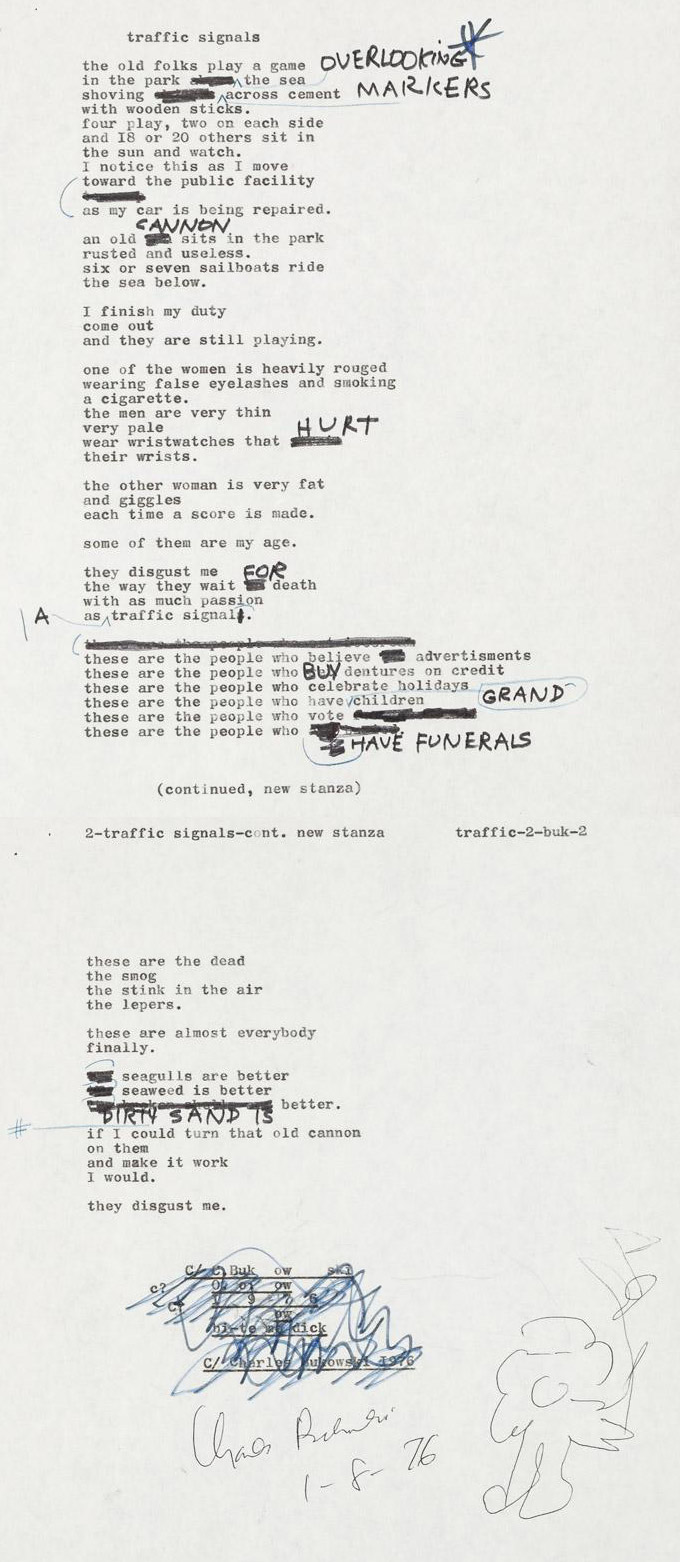 traffic signals
the old folks play a game OVERLOOKING
in the park the sea
shoving across cement MARKERS
with wooden sticks.
four play, two on each side
and I8 or 20 others sit in
the sun and watch.
I notice this as I move
toward the public facility
as my car is being repaired.
CANNON
an old sits in the park
rusted and useless.
six or seven sailboats ride
the sea below.
I finish my duty
come out
and they are still playing.
one of the women is heavily rouged
wearing false eyelashes and smoking
a cigarette.
the men are very thin
very pale HURT
wear wristwatches that
their wrists.
the other woman is very fat
and giggles
each time a score is made.
some of them are my age.
they disgust me FOR
the way they wait death
with as much passion
A as traffic signal.
these are the people who believe advertisments
these are the people who BUY dentures on credit
these are the people who celebrate holidays
these are the people who have children GRAND
these are the people who vote
these are the people who
HAVE FUNERALS
(continued, new stanza)
2-traffic signals-cont. new stanza traffic-2-buk-2
these are the dead
the smog
the stink in the air
the lepers.
these are almost everybody
finally.
seagulls are better
seaweed is better
better.
DIRTY SAND IS
#
if I could turn that old cannon
on them
and make it work
I would.
they disgust me.
C/ C Buk ow ski
c?
C/ Charles Bukowski I976
Charles Bukowski
1-8-76